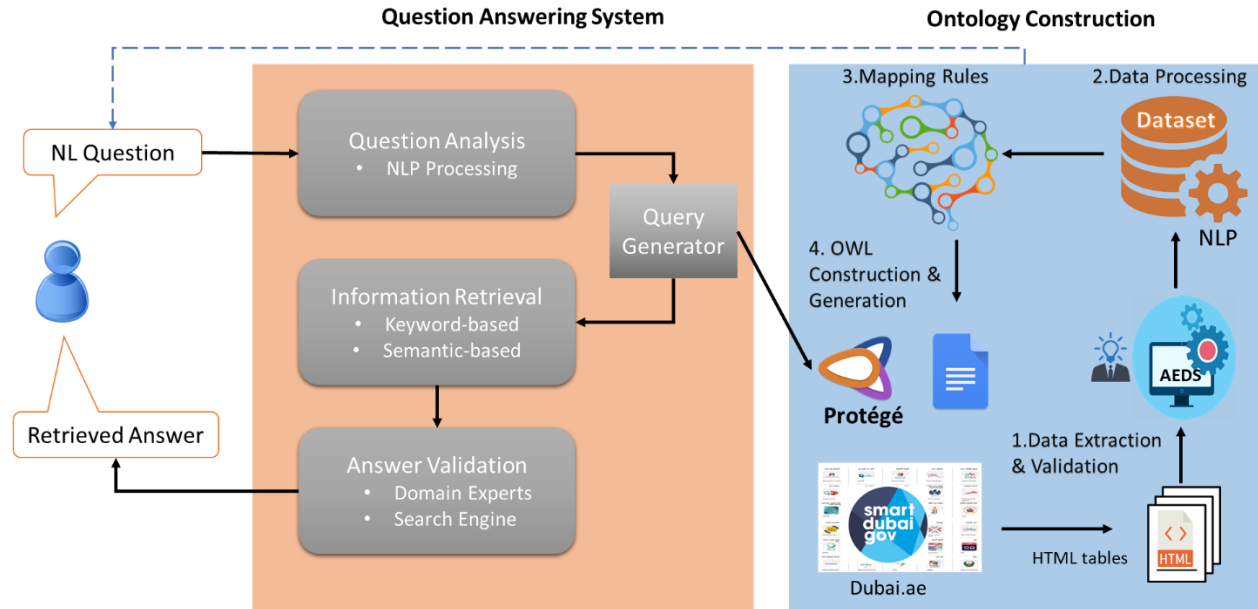 Question Answering System
Ontology Construction
NL Question
Question Analysis
• NLP Processing
Query
Generator
Information Retrieval
• Keyword-based
• Semantic-based
Answer Validation
• Domain Experts
• Search Engine
Retrieved Answer
3.Mapping Rules
2.Data Processing
Dataset
NLP
4. OWL
Construction &
Generation
Protégé
AEDS
1.Data Extraction
& Validation
smart
dubai
gov
Dubai.ae
HTML tables
HTML